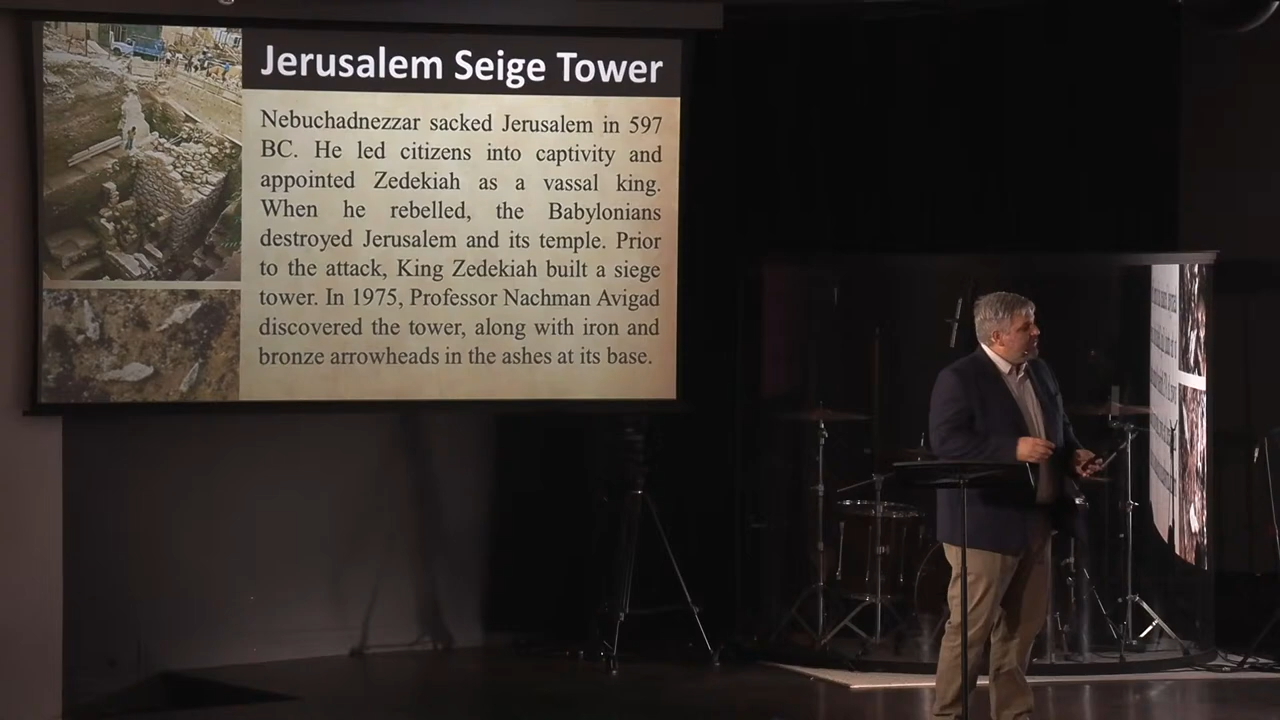 Jerusalem Seige Tower
Nebuchadnezzar sacked Jerusalem in 597
BC. He led citizens into captivity and
appointed Zedekiah as a vassal king.
When he rebelled, the Babylonians
destroyed Jerusalem and its temple. Prior
to the attack, King Zedekiah built a siege
tower. In 1975, Professor Nachman Avigad
discovered the tower, along with iron and
bronze arrowheads in the ashes at its base.